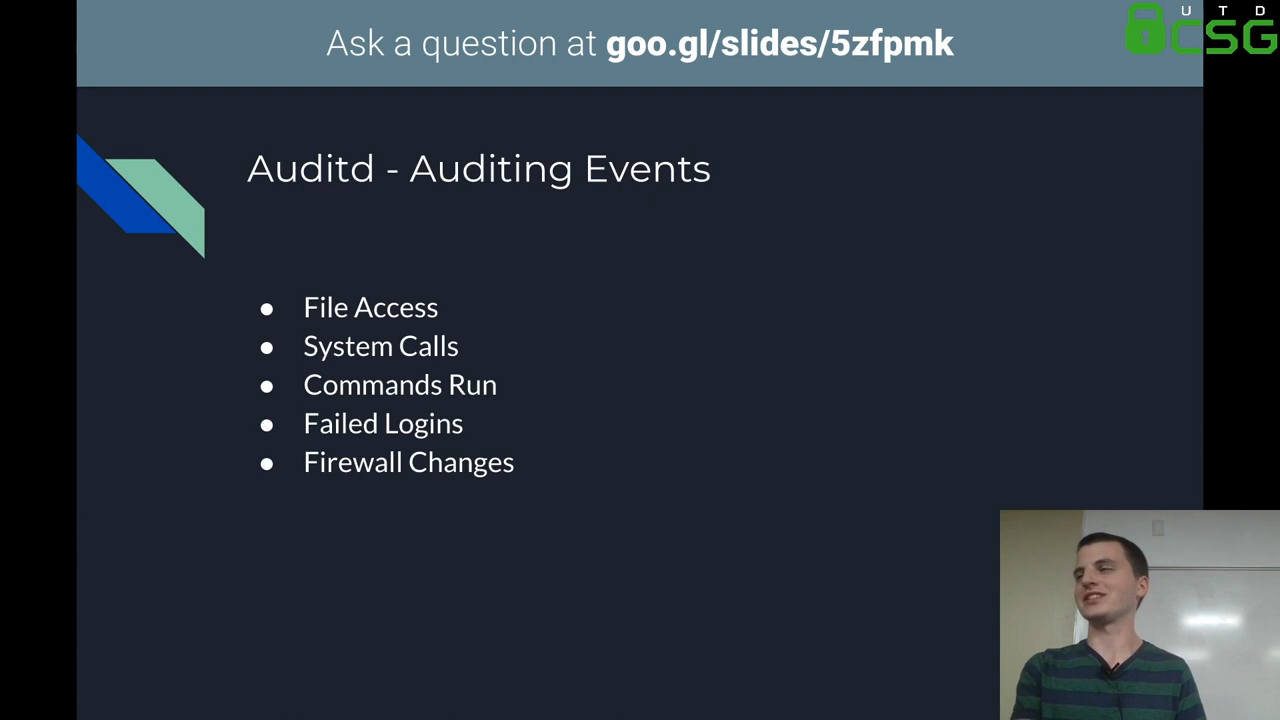 Ask a question at goo.gl/slides/5zfpmk
UTD
CSG
Auditd - Auditing Events
● File Access
● System Calls
● Commands Run
● Failed Logins
● Firewall Changes